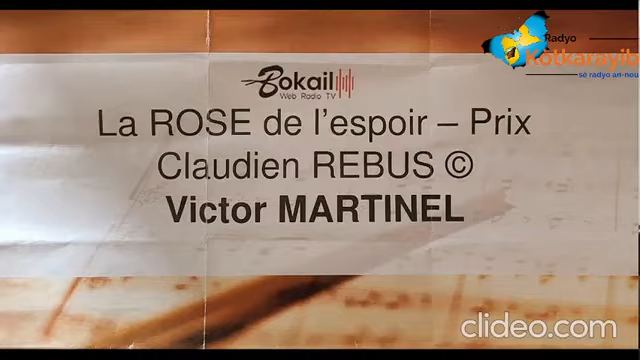 Radyo
Kotkarayib
sé radyo an-nou
Bokail
Web Radio TV
La ROSE de l'espoir – Prix
Claudien REBUS ©
Victor MARTINEL
clideo.com